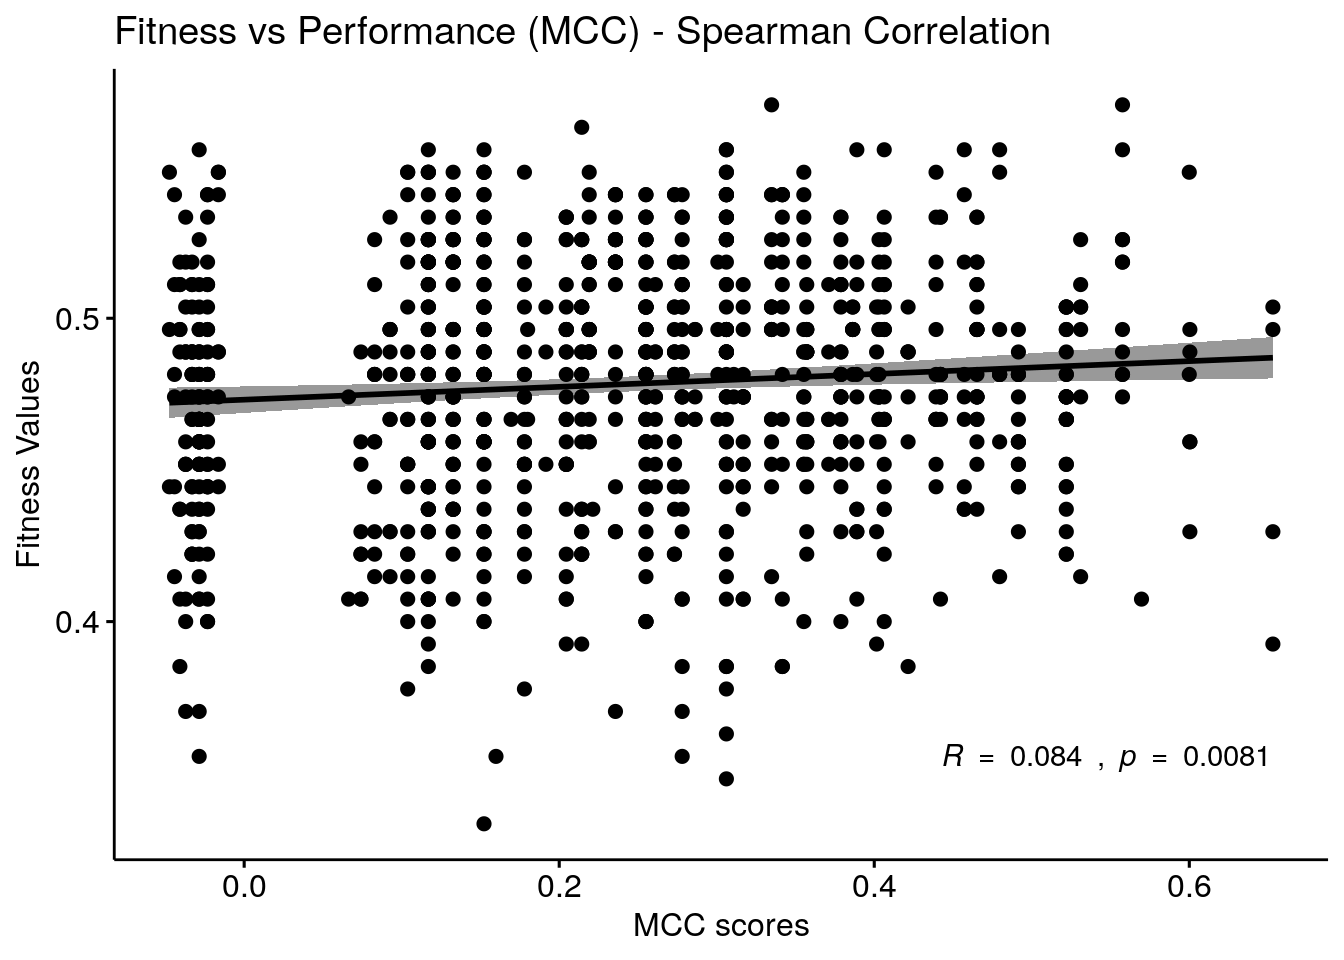 Fitness vs Performance (MCC) - Spearman Correlation
Fitness Values
0.5
0.4
R = 0.084 , p = 0.0081
0.0 0.2 0.4 0.6
MCC scores